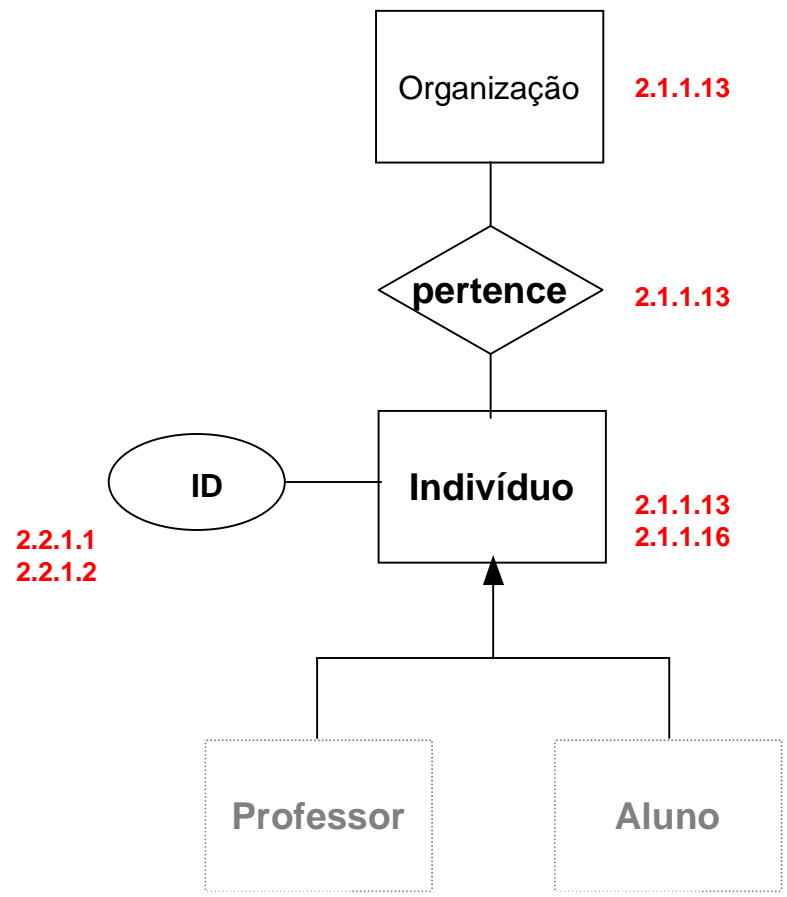 Organização
2.1.1.13
pertence
2.1.1.13
ID
Indivíduo
2.1.1.13
2.1.1.16
2.2.1.1
2.2.1.2
Professor
Aluno